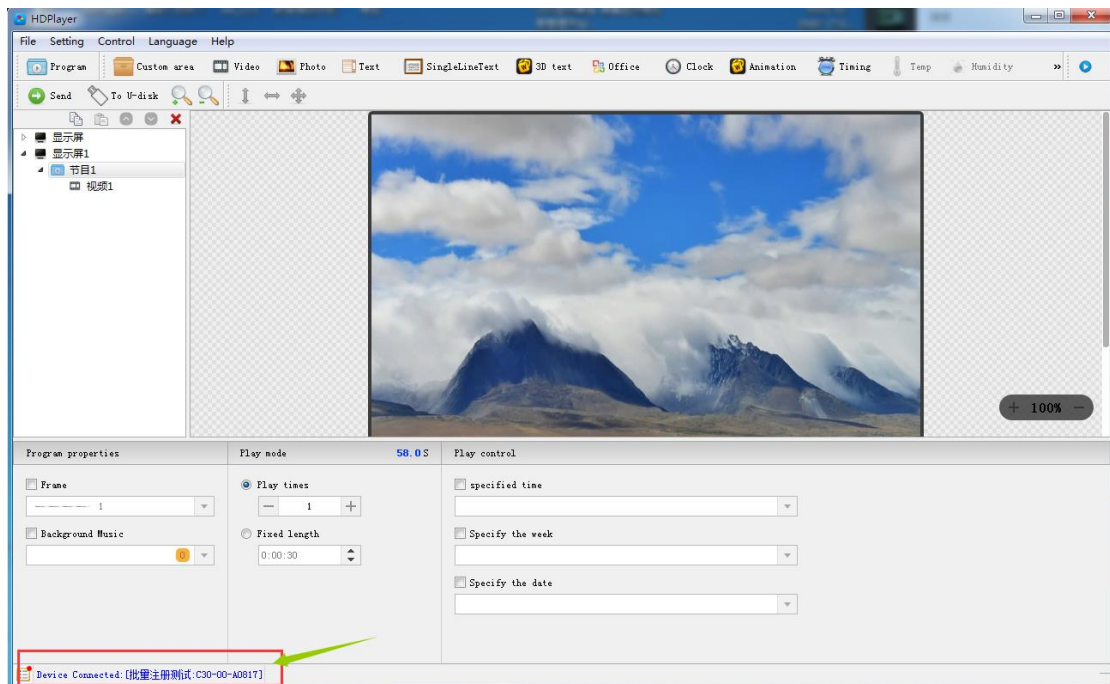 HDPlayer
File Setting Control Language Help
Program Custom area Video Photo Text SingleLineText 3D text Office Clock Animation Timing Temp Humidity »
Send To U-disk
显示屏
显示屏1
节目1
视频1
+ 100% −
Program properties Play mode 58.0S Play control
Frame Play times specified time
1 − 1 +
Background Music Fixed length Specify the week
0 0:00:30
Specify the date
Device Connected:[批量注册测试:C30-00-A0817]